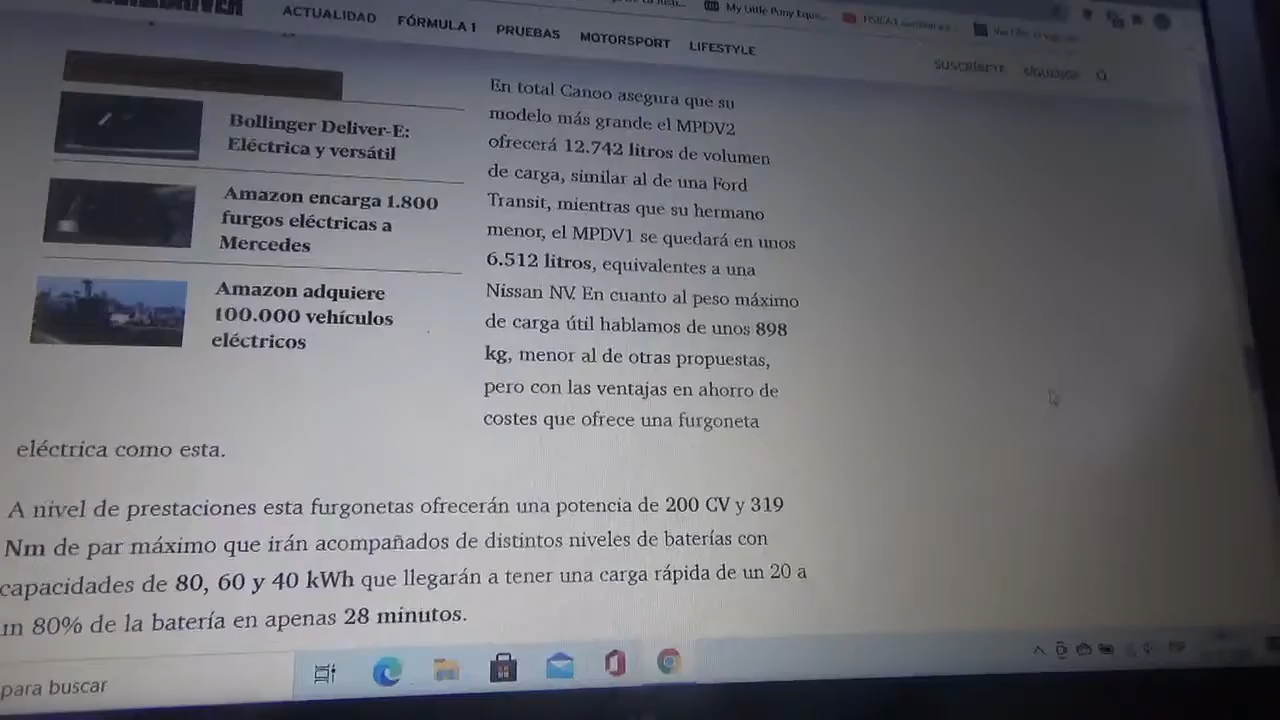 ACTUALIDAD FÓRMULA 1 PRUEBAS MOTORSPORT LIFESTYLE
My Little Pony
SUSCRÍBETE SÍGUENOS
Bollinger Deliver-E:
Eléctrica y versátil
Amazon encarga 1.800
furgos eléctricas a
Mercedes
Amazon adquiere
100.000 vehículos
eléctricos
En total Canoo asegura que su
modelo más grande el MPDV2
ofrecerá 12.742 litros de volumen
de carga, similar al de una Ford
Transit, mientras que su hermano
menor, el MPDV1 se quedará en unos
6.512 litros, equivalentes a una
Nissan NV. En cuanto al peso máximo
de carga útil hablamos de unos 898
kg, menor al de otras propuestas,
pero con las ventajas en ahorro de
costes que ofrece una furgoneta
eléctrica como esta.
A nivel de prestaciones esta furgonetas ofrecerán una potencia de 200 CV y 319
Nm de par máximo que irán acompañados de distintos niveles de baterías con
capacidades de 80, 60 y 40 kWh que llegarán a tener una carga rápida de un 20 a
un 80% de la batería en apenas 28 minutos.
para buscar